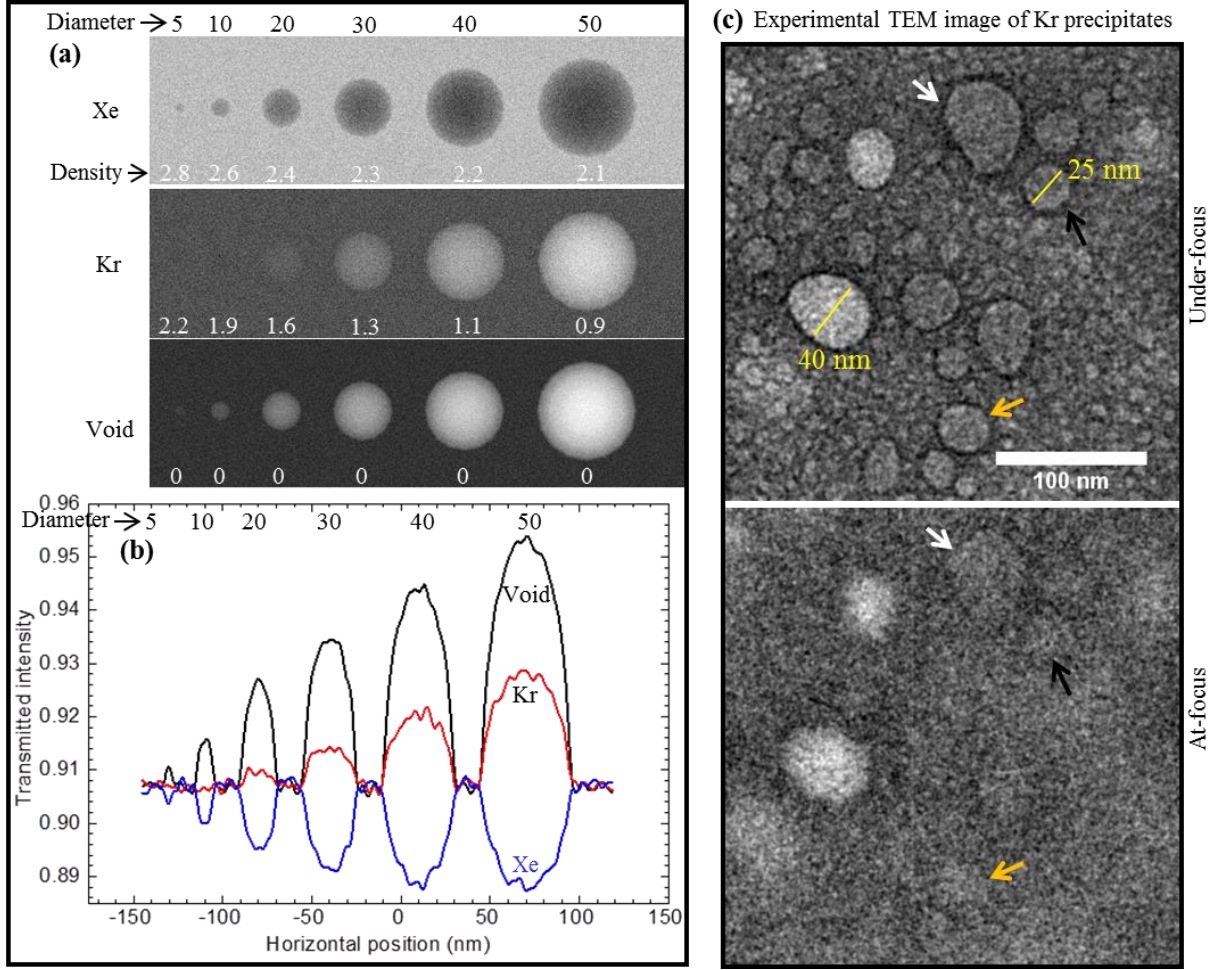 Diameter → 5 10 20 30 40 50
(a)
Xe
Density → 2.8 2.6 2.4 2.3 2.2 2.1
Kr
2.2 1.9 1.6 1.3 1.1 0.9
Void
0 0 0 0 0 0
0.96
Diameter → 5 10 20 30 40 50
(b)
0.95
Void
0.94
0.93
Kr
0.92
0.91
0.90
Xe
0.89
Transmitted intensity
-150 -100 -50 0 50 100 150
Horizontal position (nm)
(c) Experimental TEM image of Kr precipitates
25 nm
40 nm
100 nm
Under-focus
At-focus